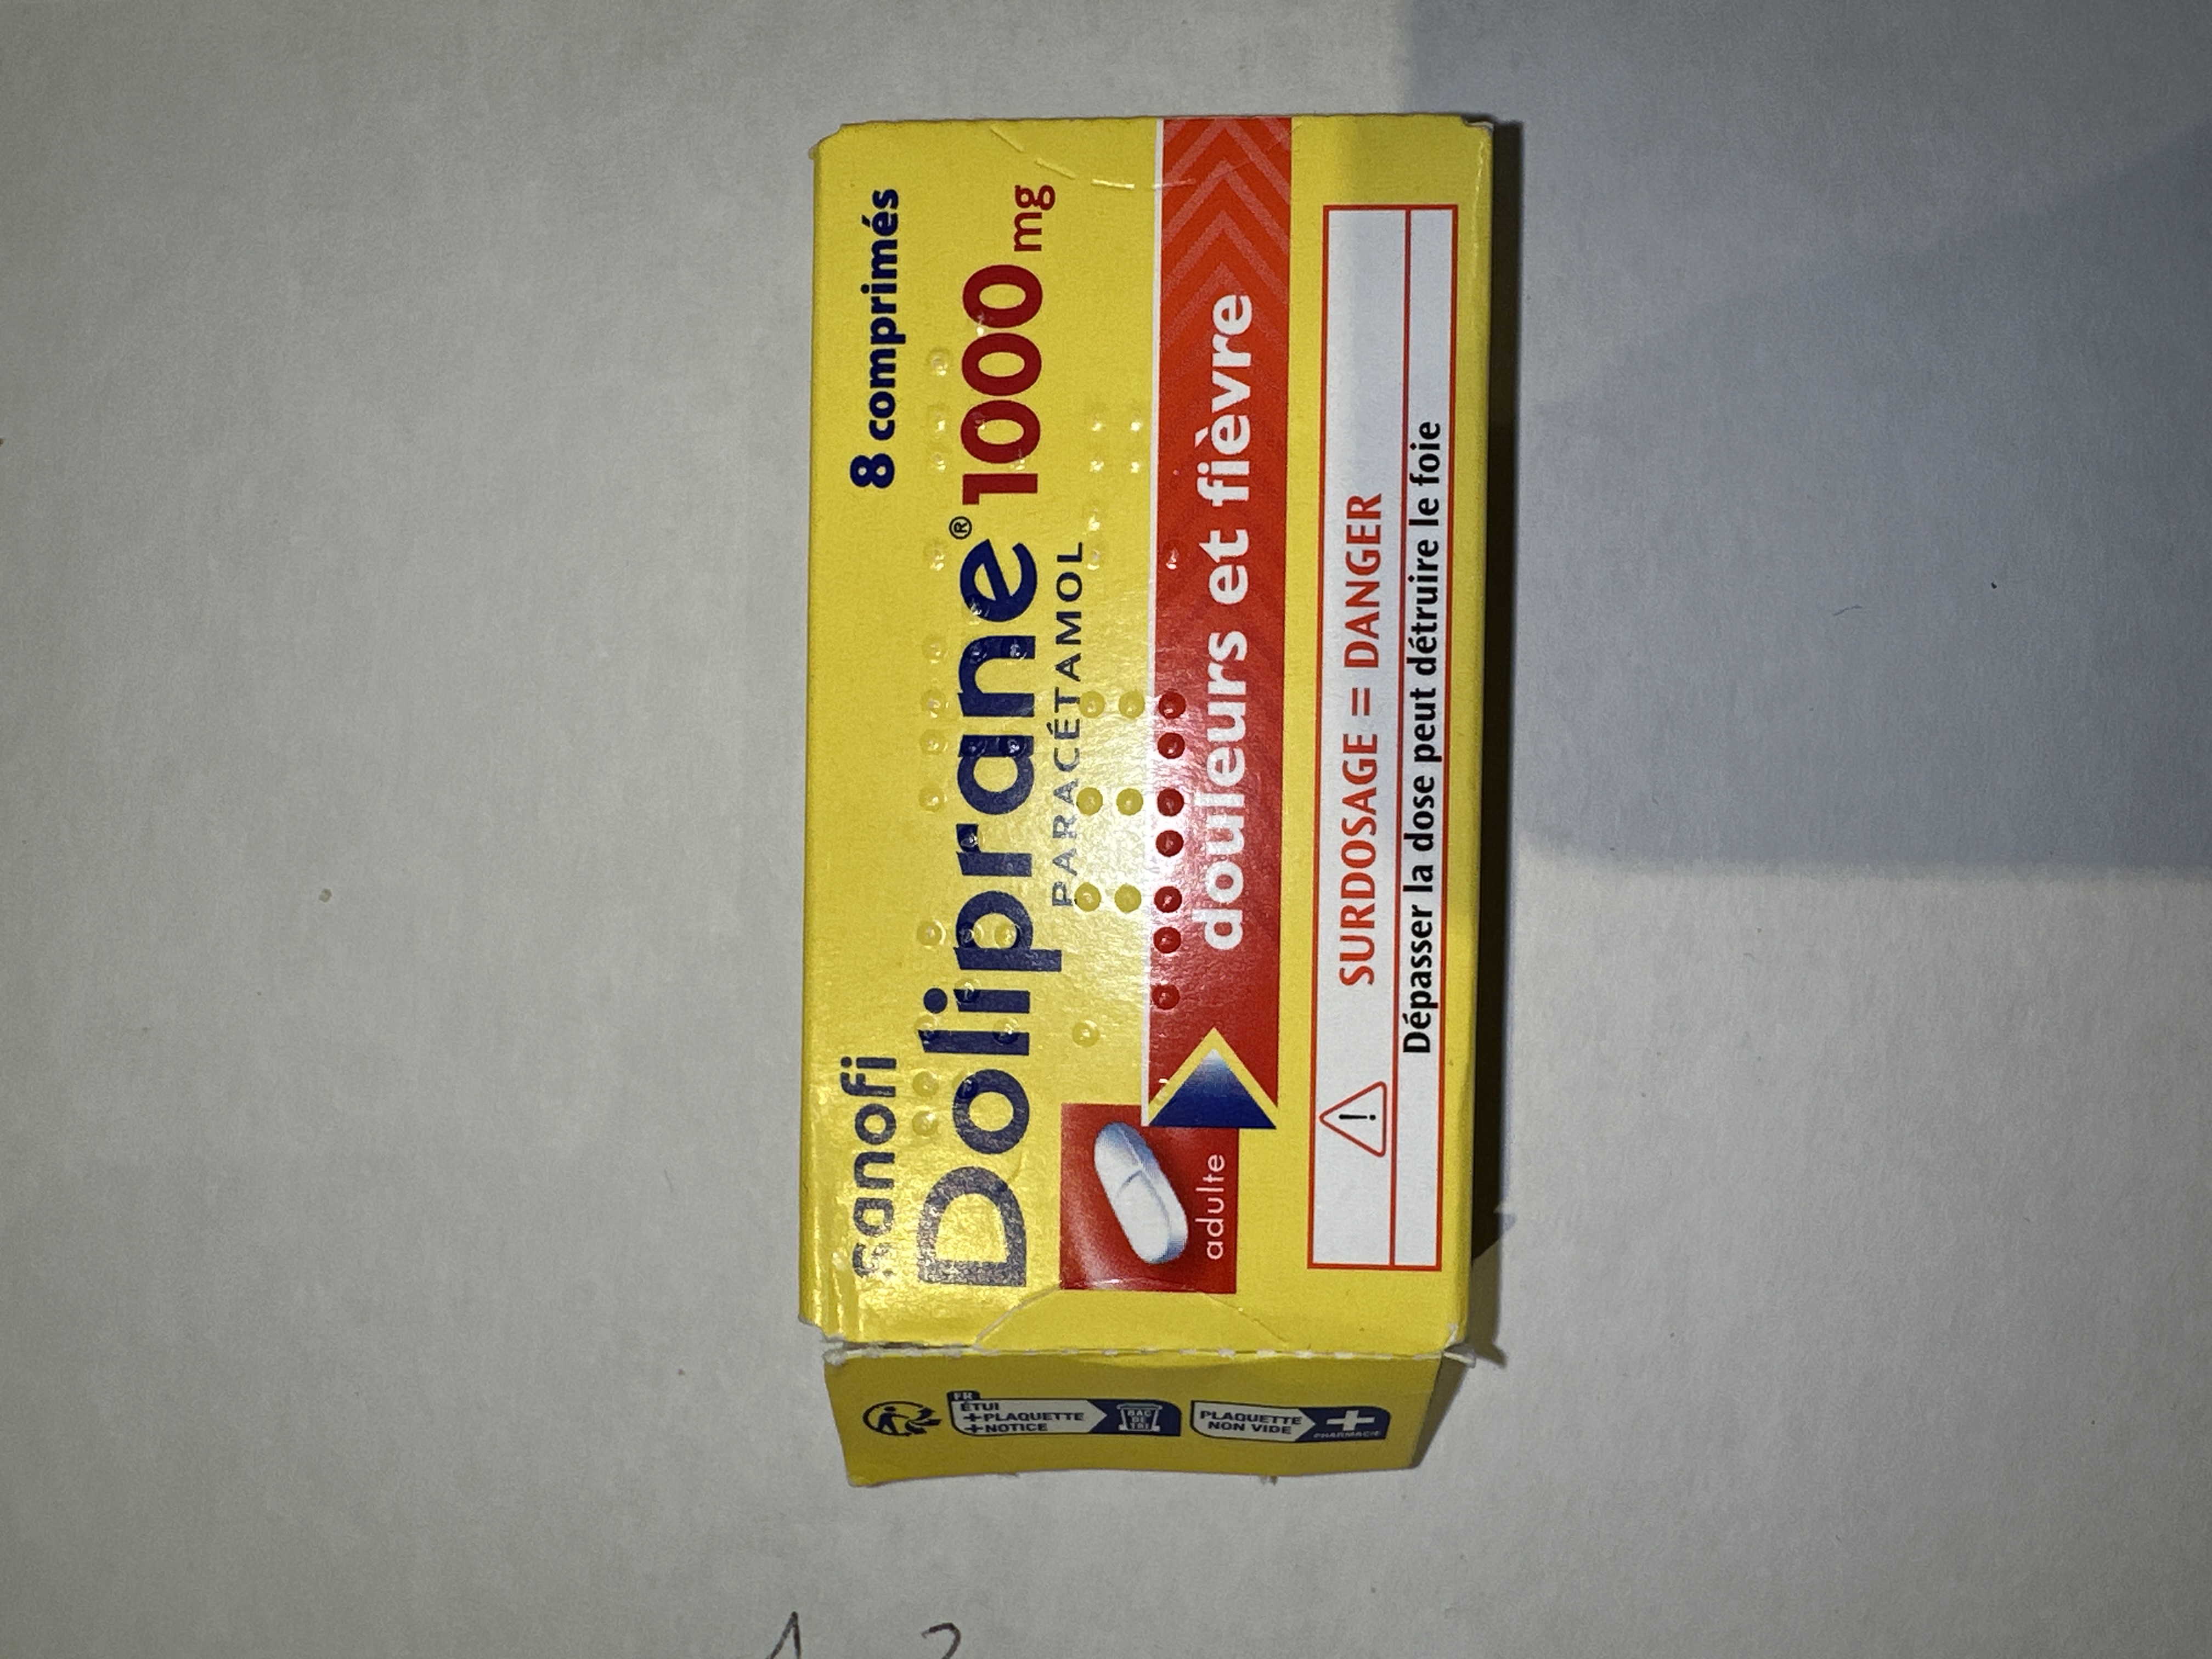 sanofi
8 comprimés
Doliprane® 1000 mg
PARACÉTAMOL
douleurs et fièvre
adulte
SURDOSAGE = DANGER
Dépasser la dose peut détruire le foie
FR
ÉTUI
+PLAQUETTE
+NOTICE
BAC
DE
TRI
PLAQUETTE
NON VIDE
PHARMACIE